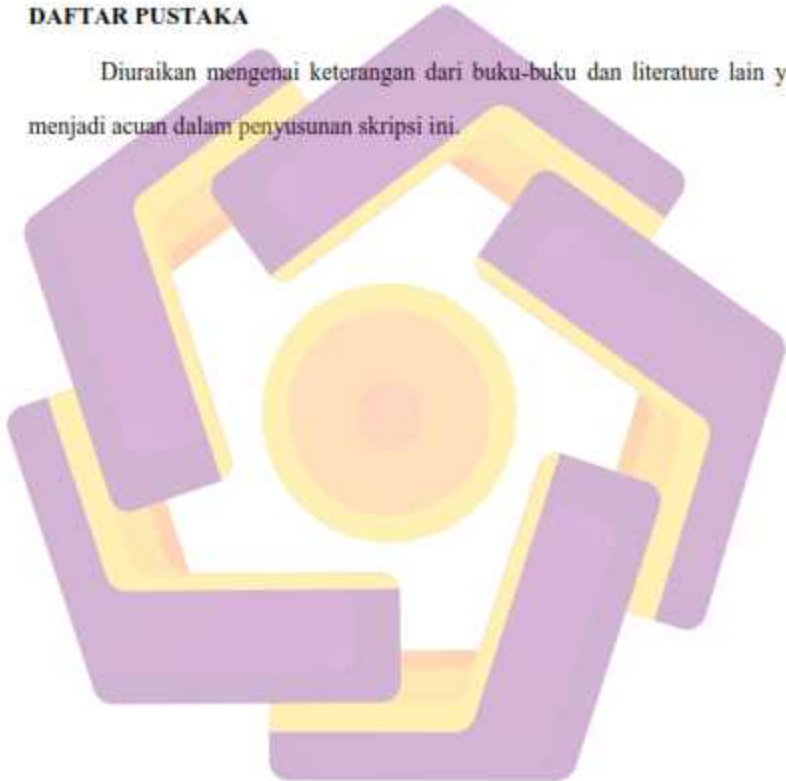 DAFTAR PUSTAKA
Diuraikan mengenai keterangan dari buku-buku dan literature lain y
menjadi acuan dalam penyusunan skripsi ini.